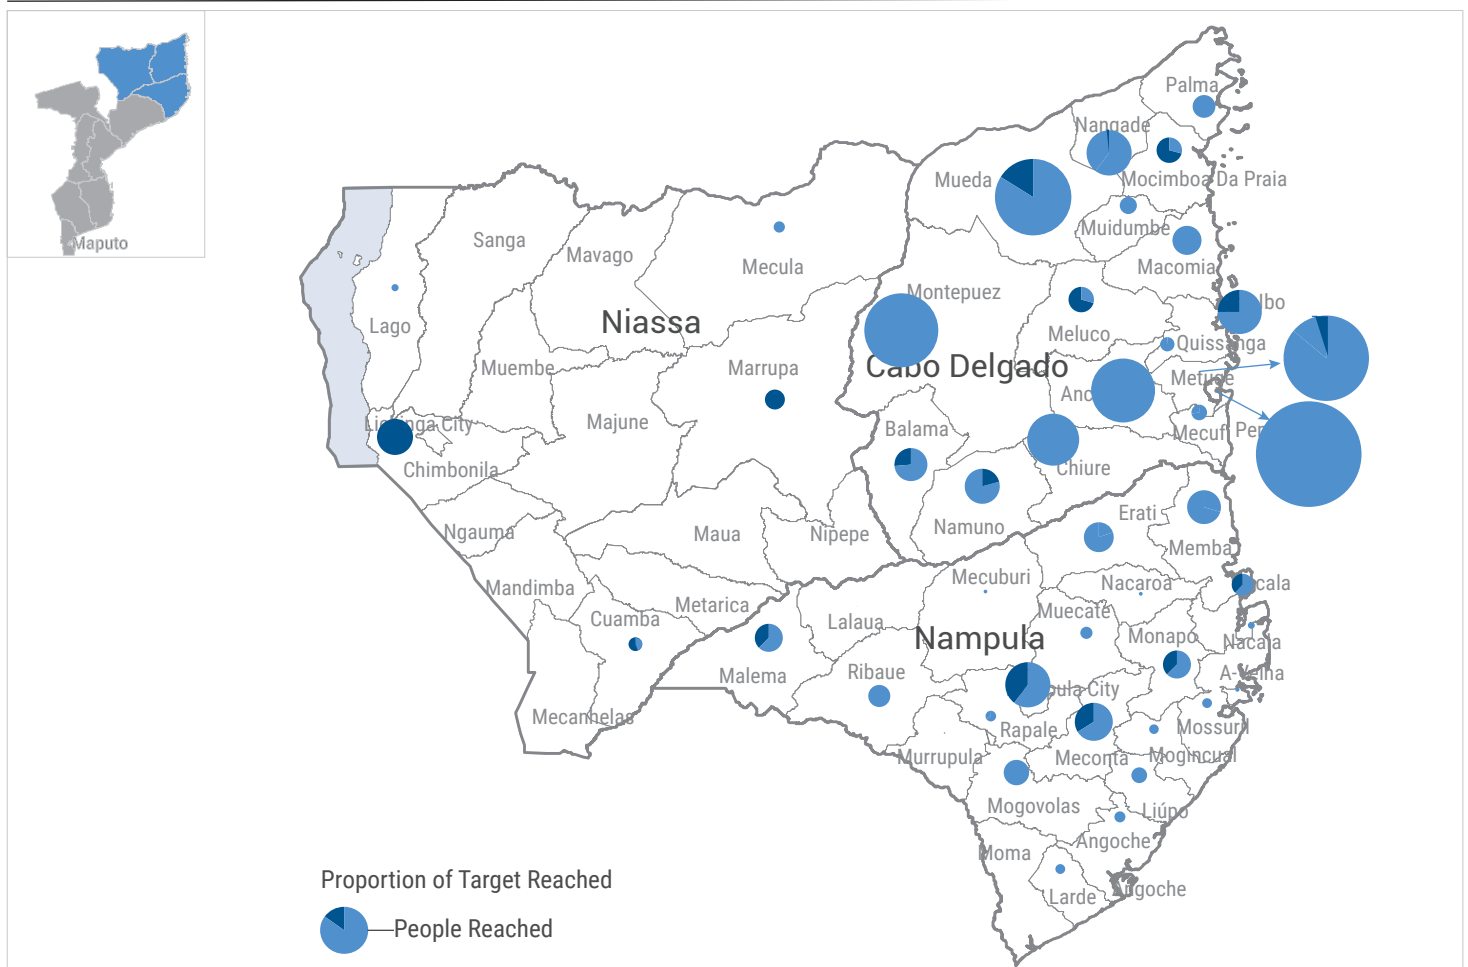 Maputo
Palma
Nangade
Mueda
Mocimboa Da Praia
Muidumbe
Macomia
Sanga
Mavago
Mecula
Montepuez
Ibo
Lago
Niassa
Meluco
Quissanga
Muembe
Marrupa
Cabo Delgado
Metuge
Majune
Balama
Mecufi
Chimbonila
Chiure
Ngauma
Maua
Nipepe
Namuno
Erati
Memba
Mandimba
Metarica
Mecuburi
Nacaroa
Cuamba
Lalaua
Muecate
Nampula
Monapo
Nacala
Malema
Ribaue
A-Velha
City
Mecanhelas
Rapale
Mossuril
Murrupula
Meconta
Mogincual
Mogovolas
Liúpo
Angoche
Moma
Larde
Angoche
Proportion of Target Reached
People Reached